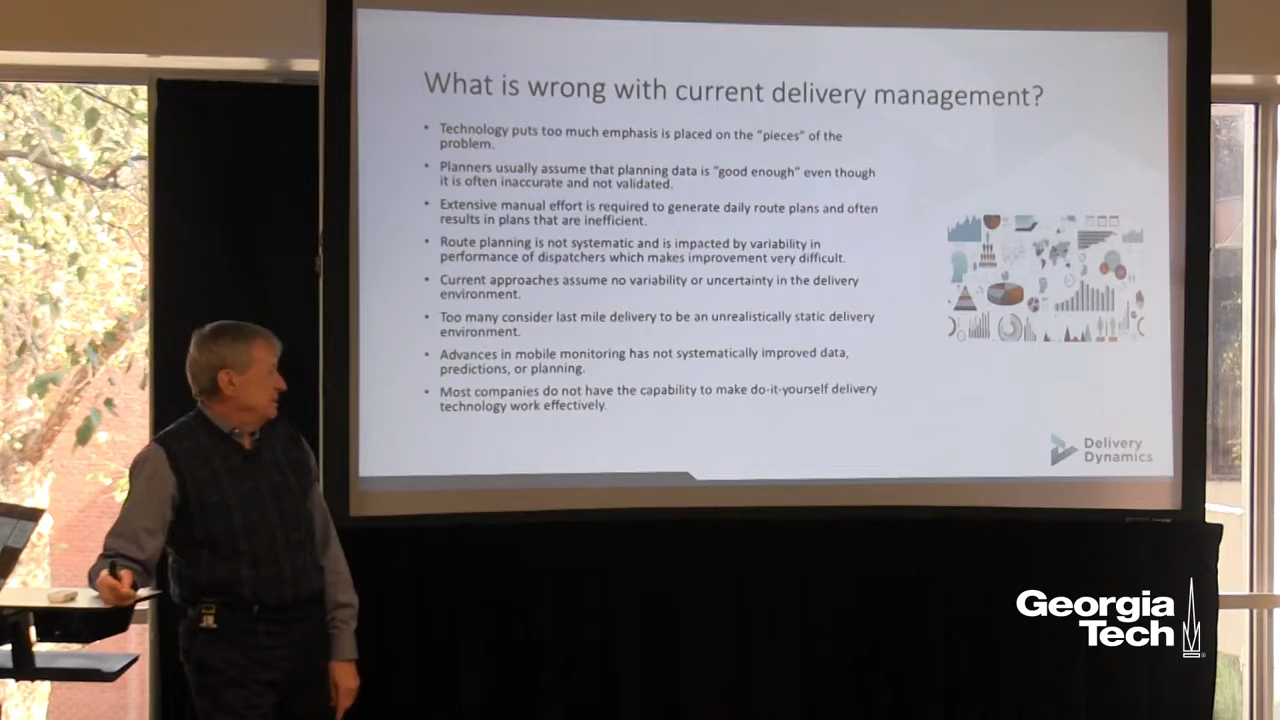 What is wrong with current delivery management?
• Technology puts too much emphasis is placed on the "pieces" of the
problem.
• Planners usually assume that planning data is "good enough" even though
it is often inaccurate and not validated.
• Extensive manual effort is required to generate daily route plans and often
results in plans that are inefficient.
• Route planning is not systematic and is impacted by variability in
performance of dispatchers which makes improvement very difficult.
• Current approaches assume no variability or uncertainty in the delivery
environment.
• Too many consider last mile delivery to be an unrealistically static delivery
environment.
• Advances in mobile monitoring has not systematically improved data,
predictions, or planning.
• Most companies do not have the capability to make do-it-yourself delivery
technology work effectively.
Delivery
Dynamics
Georgia
Tech